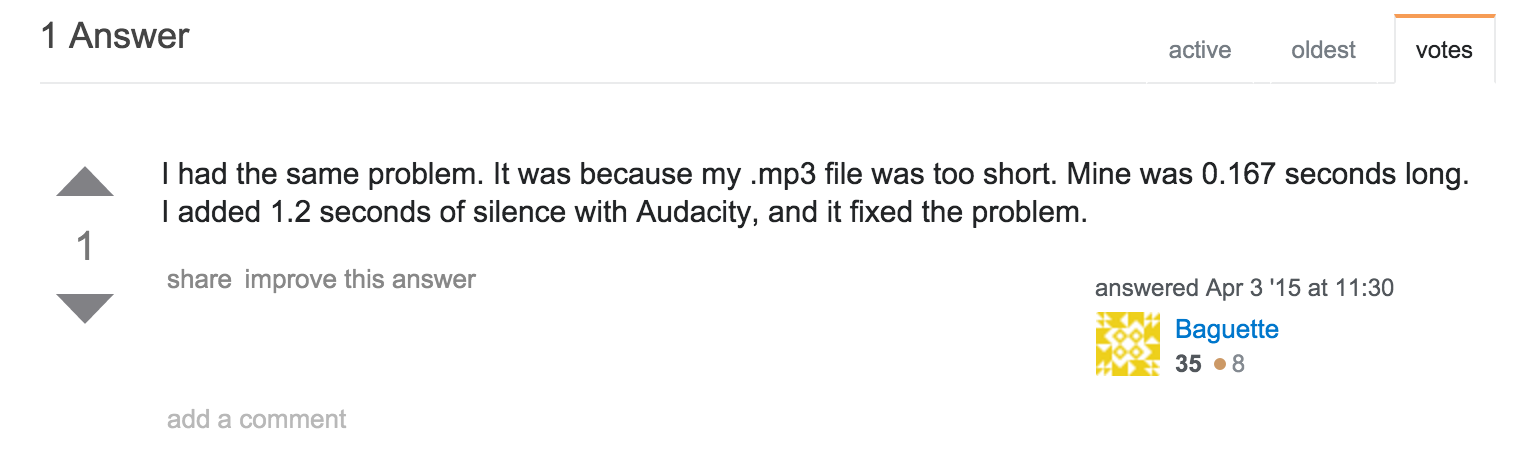 1 Answer
active oldest votes
I had the same problem. It was because my .mp3 file was too short. Mine was 0.167 seconds long.
I added 1.2 seconds of silence with Audacity, and it fixed the problem.
1
share improve this answer
answered Apr 3 '15 at 11:30
Baguette
35 ● 8
add a comment